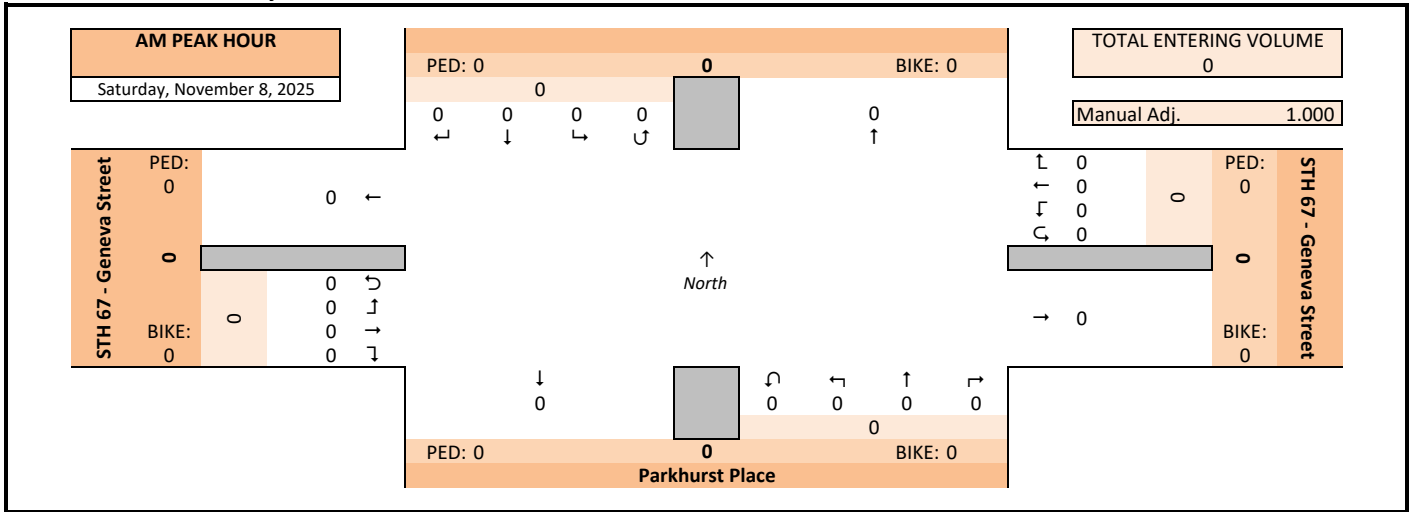 AM PEAK HOUR
Saturday, November 8, 2025
TOTAL ENTERING VOLUME
0
Manual Adj. 1.000
PED: 0 0 BIKE: 0
0
0 0 0 0
↵ ↓ ↳ ↺
0
↑
STH 67 - Geneva Street
PED:
0
0
BIKE:
0
0 ←
0
0 ⮌
0 ↰
0 →
0 ↴
↑
North
↱ 0
← 0
↲ 0
⮎ 0
0
→ 0
PED:
0
0
BIKE:
0
STH 67 - Geneva Street
↓
0
↶ ↰ ↑ ↱
0 0 0 0
0
PED: 0 0 BIKE: 0
Parkhurst Place